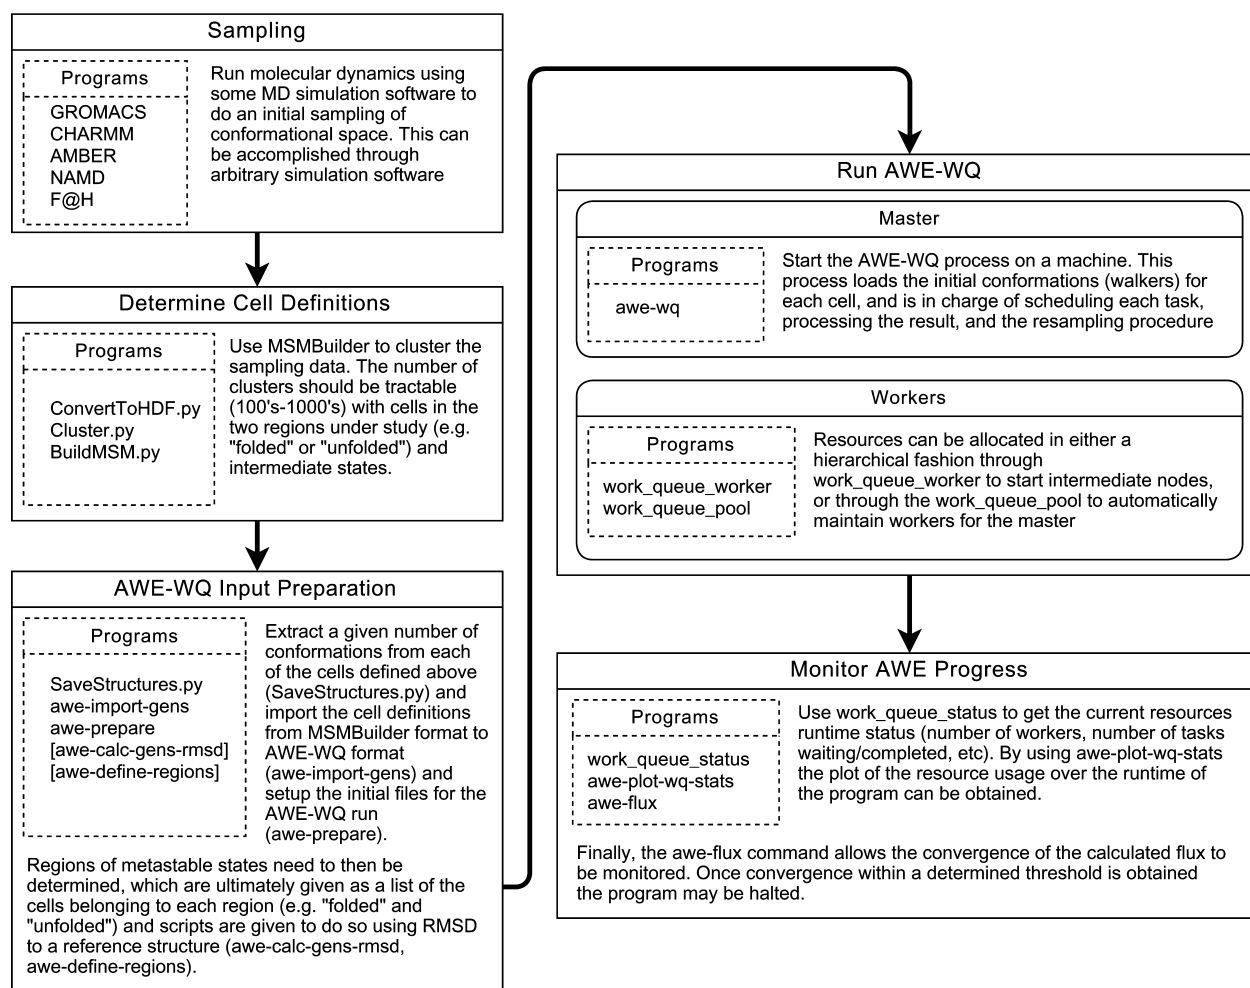 Sampling
Programs
GROMACS
CHARMM
AMBER
NAMD
F@H
Run molecular dynamics using
some MD simulation software to
do an initial sampling of
conformational space. This can
be accomplished through
arbitrary simulation software
Determine Cell Definitions
Programs
ConvertToHDF.py
Cluster.py
BuildMSM.py
Use MSMBuilder to cluster the
sampling data. The number of
clusters should be tractable
(100's-1000's) with cells in the
two regions under study (e.g.
"folded" or "unfolded") and
intermediate states.
AWE-WQ Input Preparation
Programs
SaveStructures.py
awe-import-gens
awe-prepare
[awe-calc-gens-rmsd]
[awe-define-regions]
Extract a given number of
conformations from each
of the cells defined above
(SaveStructures.py) and
import the cell definitions
from MSMBuilder format to
AWE-WQ format
(awe-import-gens) and
setup the initial files for the
AWE-WQ run
(awe-prepare).
Regions of metastable states need to then be
determined, which are ultimately given as a list of the
cells belonging to each region (e.g. "folded" and
"unfolded") and scripts are given to do so using RMSD
to a reference structure (awe-calc-gens-rmsd,
awe-define-regions).
Run AWE-WQ
Master
Programs
awe-wq
Start the AWE-WQ process on a machine. This
process loads the initial conformations (walkers) for
each cell, and is in charge of scheduling each task,
processing the result, and the resampling procedure
Workers
Programs
work_queue_worker
work_queue_pool
Resources can be allocated in either a
hierarchical fashion through
work_queue_worker to start intermediate nodes,
or through the work_queue_pool to automatically
maintain workers for the master
Monitor AWE Progress
Programs
work_queue_status
awe-plot-wq-stats
awe-flux
Use work_queue_status to get the current resources
runtime status (number of workers, number of tasks
waiting/completed, etc). By using awe-plot-wq-stats
the plot of the resource usage over the runtime of
the program can be obtained.
Finally, the awe-flux command allows the convergence of the calculated flux to
be monitored. Once convergence within a determined threshold is obtained
the program may be halted.